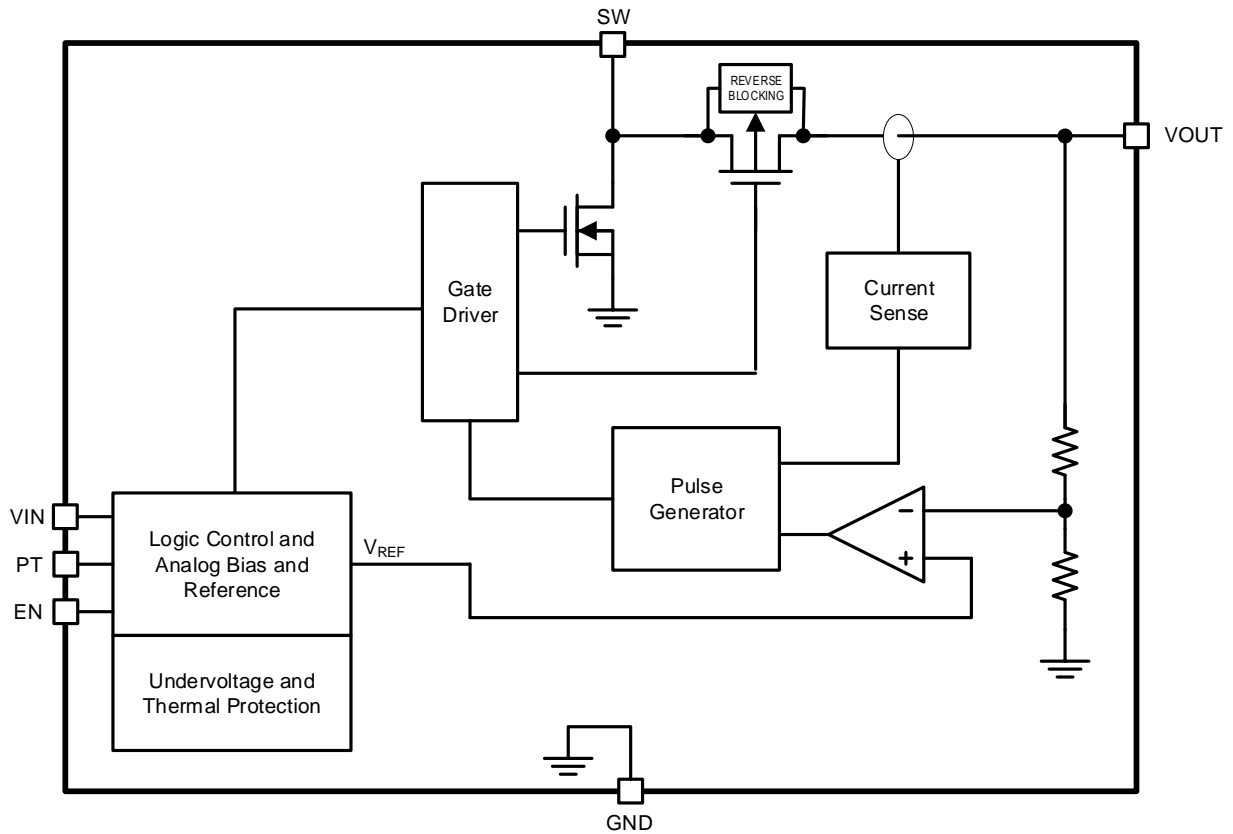 SW
REVERSE
BLOCKING
VOUT
Gate
Driver
Current
Sense
Pulse
Generator
VIN
PT
EN
Logic Control and
Analog Bias and
Reference
VREF
-
+
Undervoltage and
Thermal Protection
GND